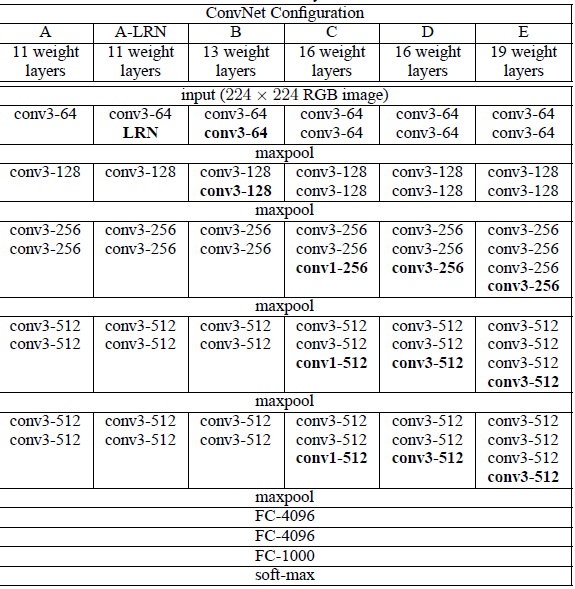 ConvNet Configuration
A A-LRN B C D E
11 weight 11 weight 13 weight 16 weight 16 weight 19 weight
layers layers layers layers layers layers
input (224 × 224 RGB image)
conv3-64 conv3-64 conv3-64 conv3-64 conv3-64 conv3-64
LRN conv3-64 conv3-64 conv3-64 conv3-64
maxpool
conv3-128 conv3-128 conv3-128 conv3-128 conv3-128 conv3-128
conv3-128 conv3-128 conv3-128 conv3-128
maxpool
conv3-256 conv3-256 conv3-256 conv3-256 conv3-256 conv3-256
conv3-256 conv3-256 conv3-256 conv3-256 conv3-256 conv3-256
conv1-256 conv3-256 conv3-256
conv3-256
maxpool
conv3-512 conv3-512 conv3-512 conv3-512 conv3-512 conv3-512
conv3-512 conv3-512 conv3-512 conv3-512 conv3-512 conv3-512
conv1-512 conv3-512 conv3-512
conv3-512
maxpool
conv3-512 conv3-512 conv3-512 conv3-512 conv3-512 conv3-512
conv3-512 conv3-512 conv3-512 conv3-512 conv3-512 conv3-512
conv1-512 conv3-512 conv3-512
conv3-512
maxpool
FC-4096
FC-4096
FC-1000
soft-max